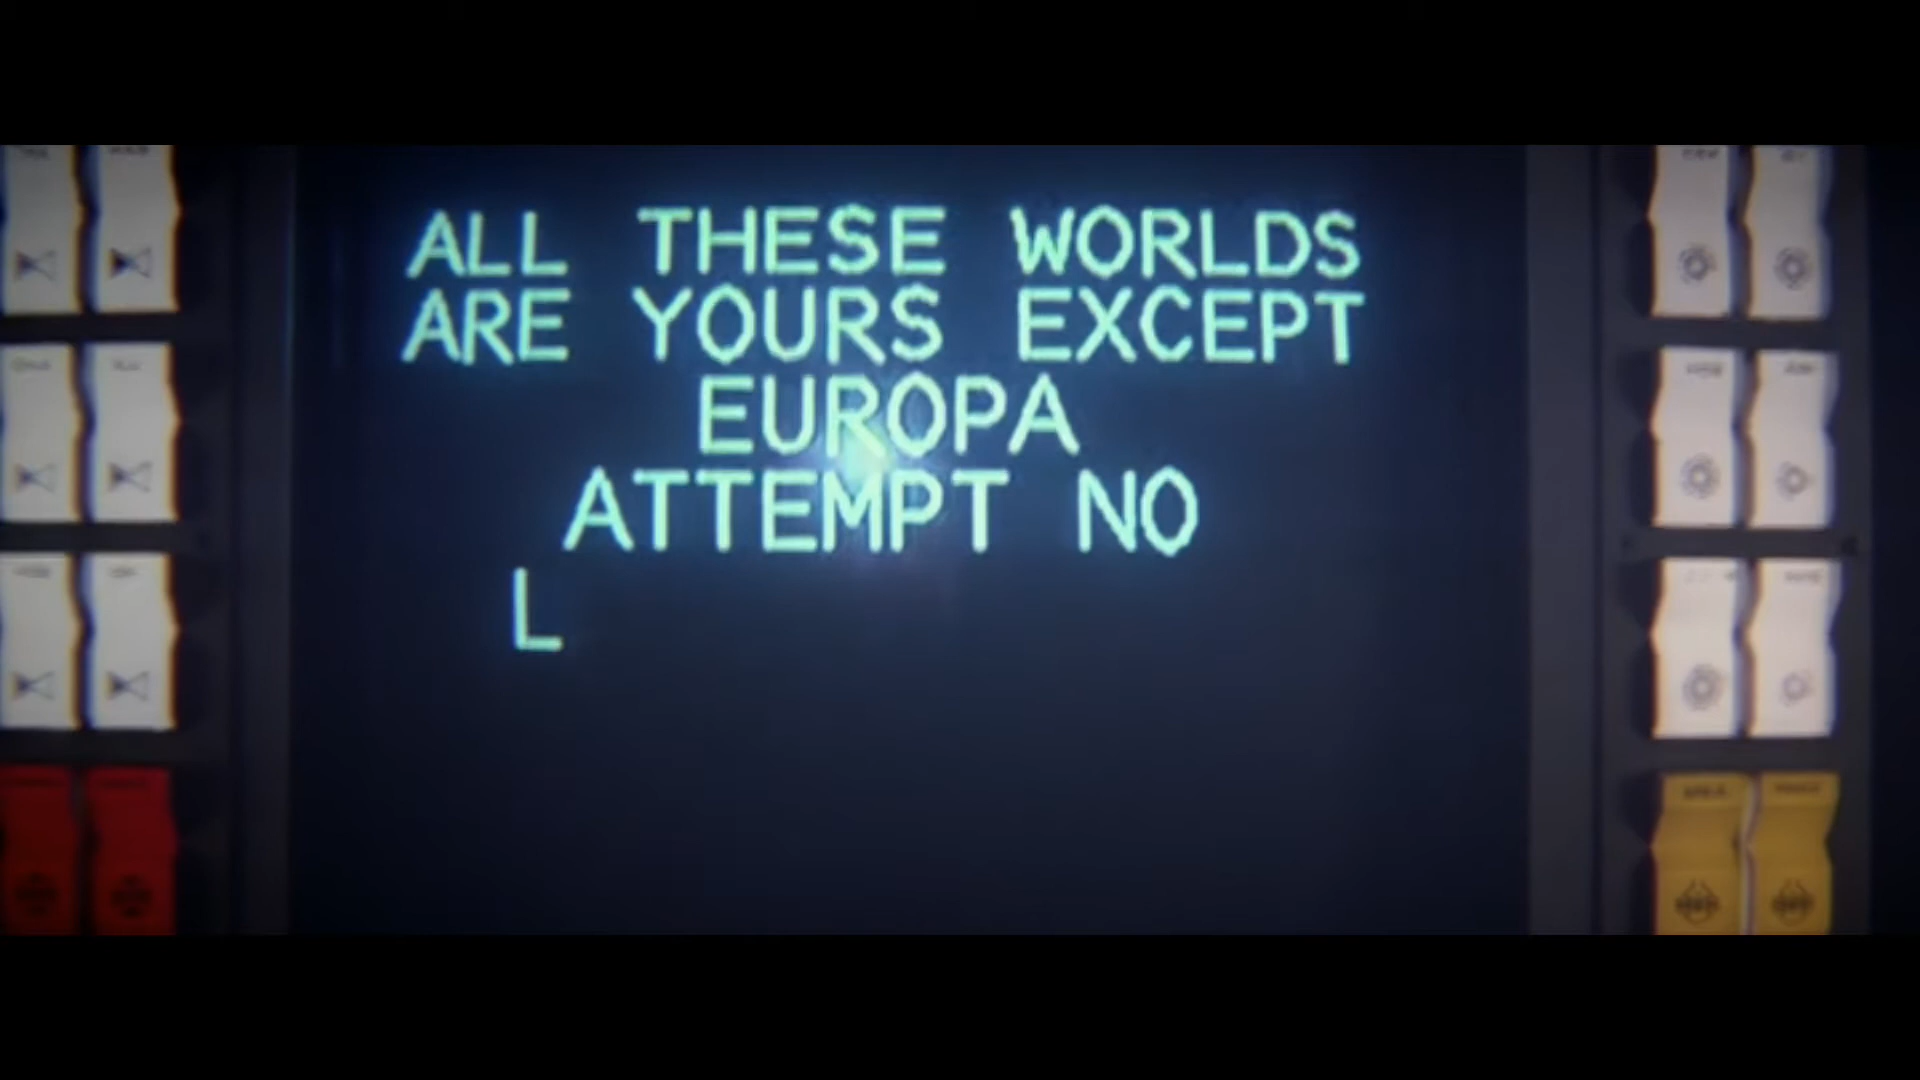 ALL THESE WORLDS
ARE YOURS EXCEPT
EUROPA
ATTEMPT NO
L